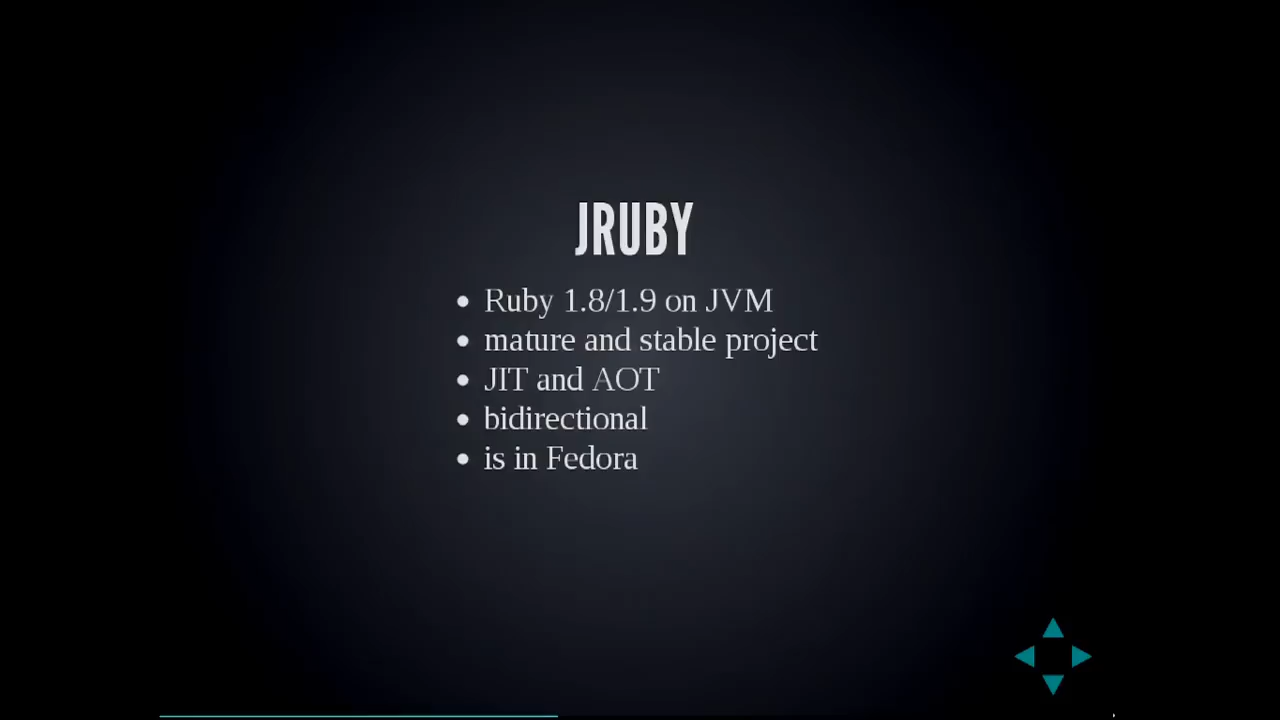 JRUBY
• Ruby 1.8/1.9 on JVM
• mature and stable project
• JIT and AOT
• bidirectional
• is in Fedora